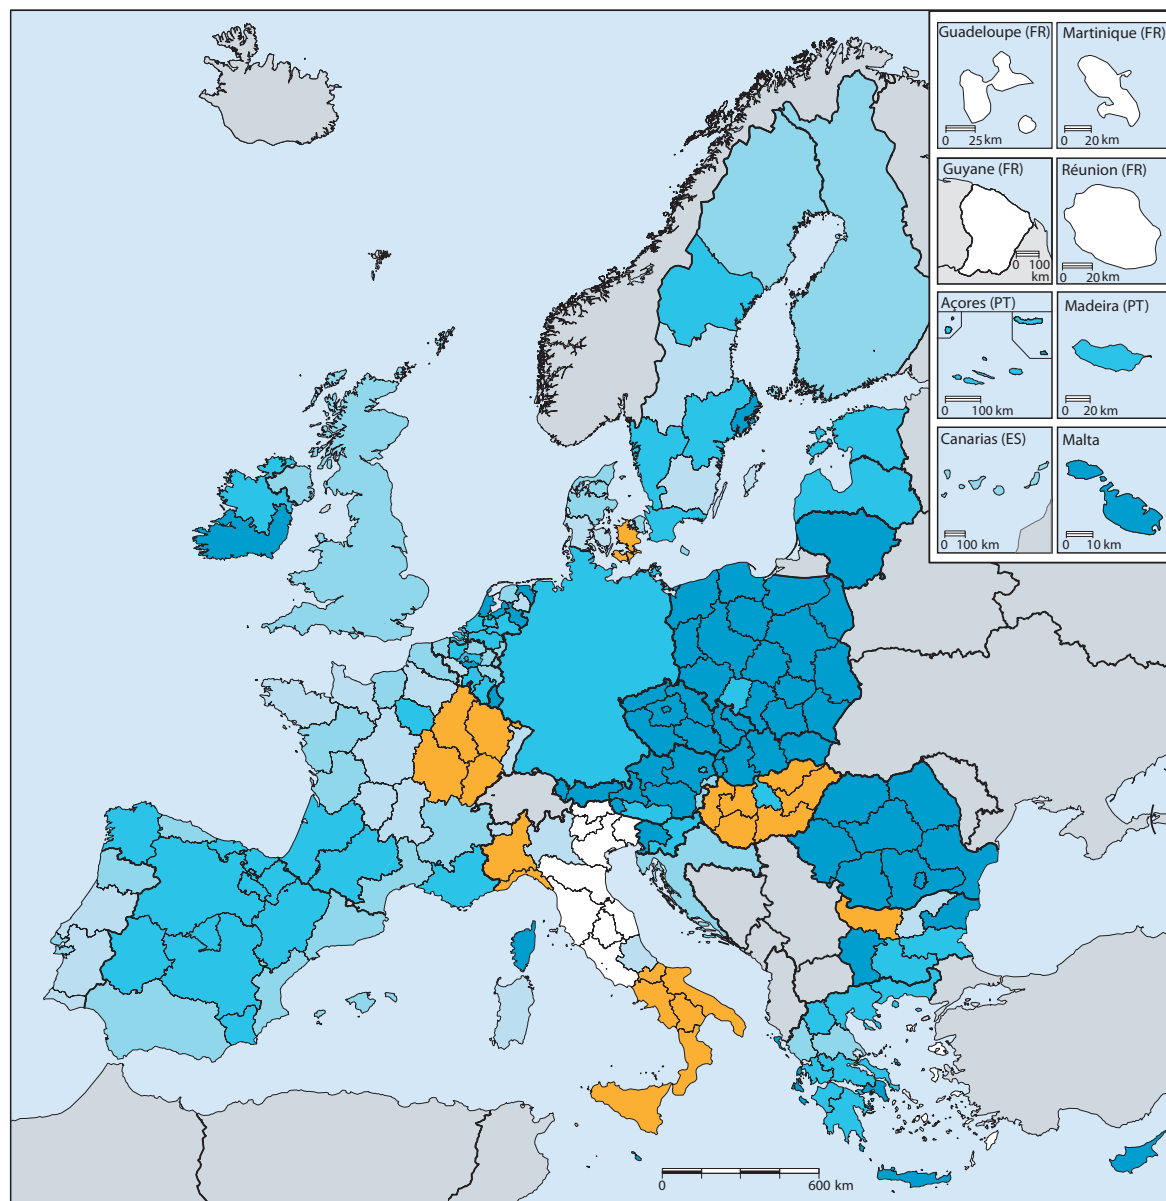 Guadeloupe (FR)
0 25 km
Martinique (FR)
0 20 km
Guyane (FR)
0 100
km
Réunion (FR)
0 20 km
Açores (PT)
0 100 km
Madeira (PT)
0 20 km
Canarias (ES)
0 100 km
Malta
0 10 km
0 600 km